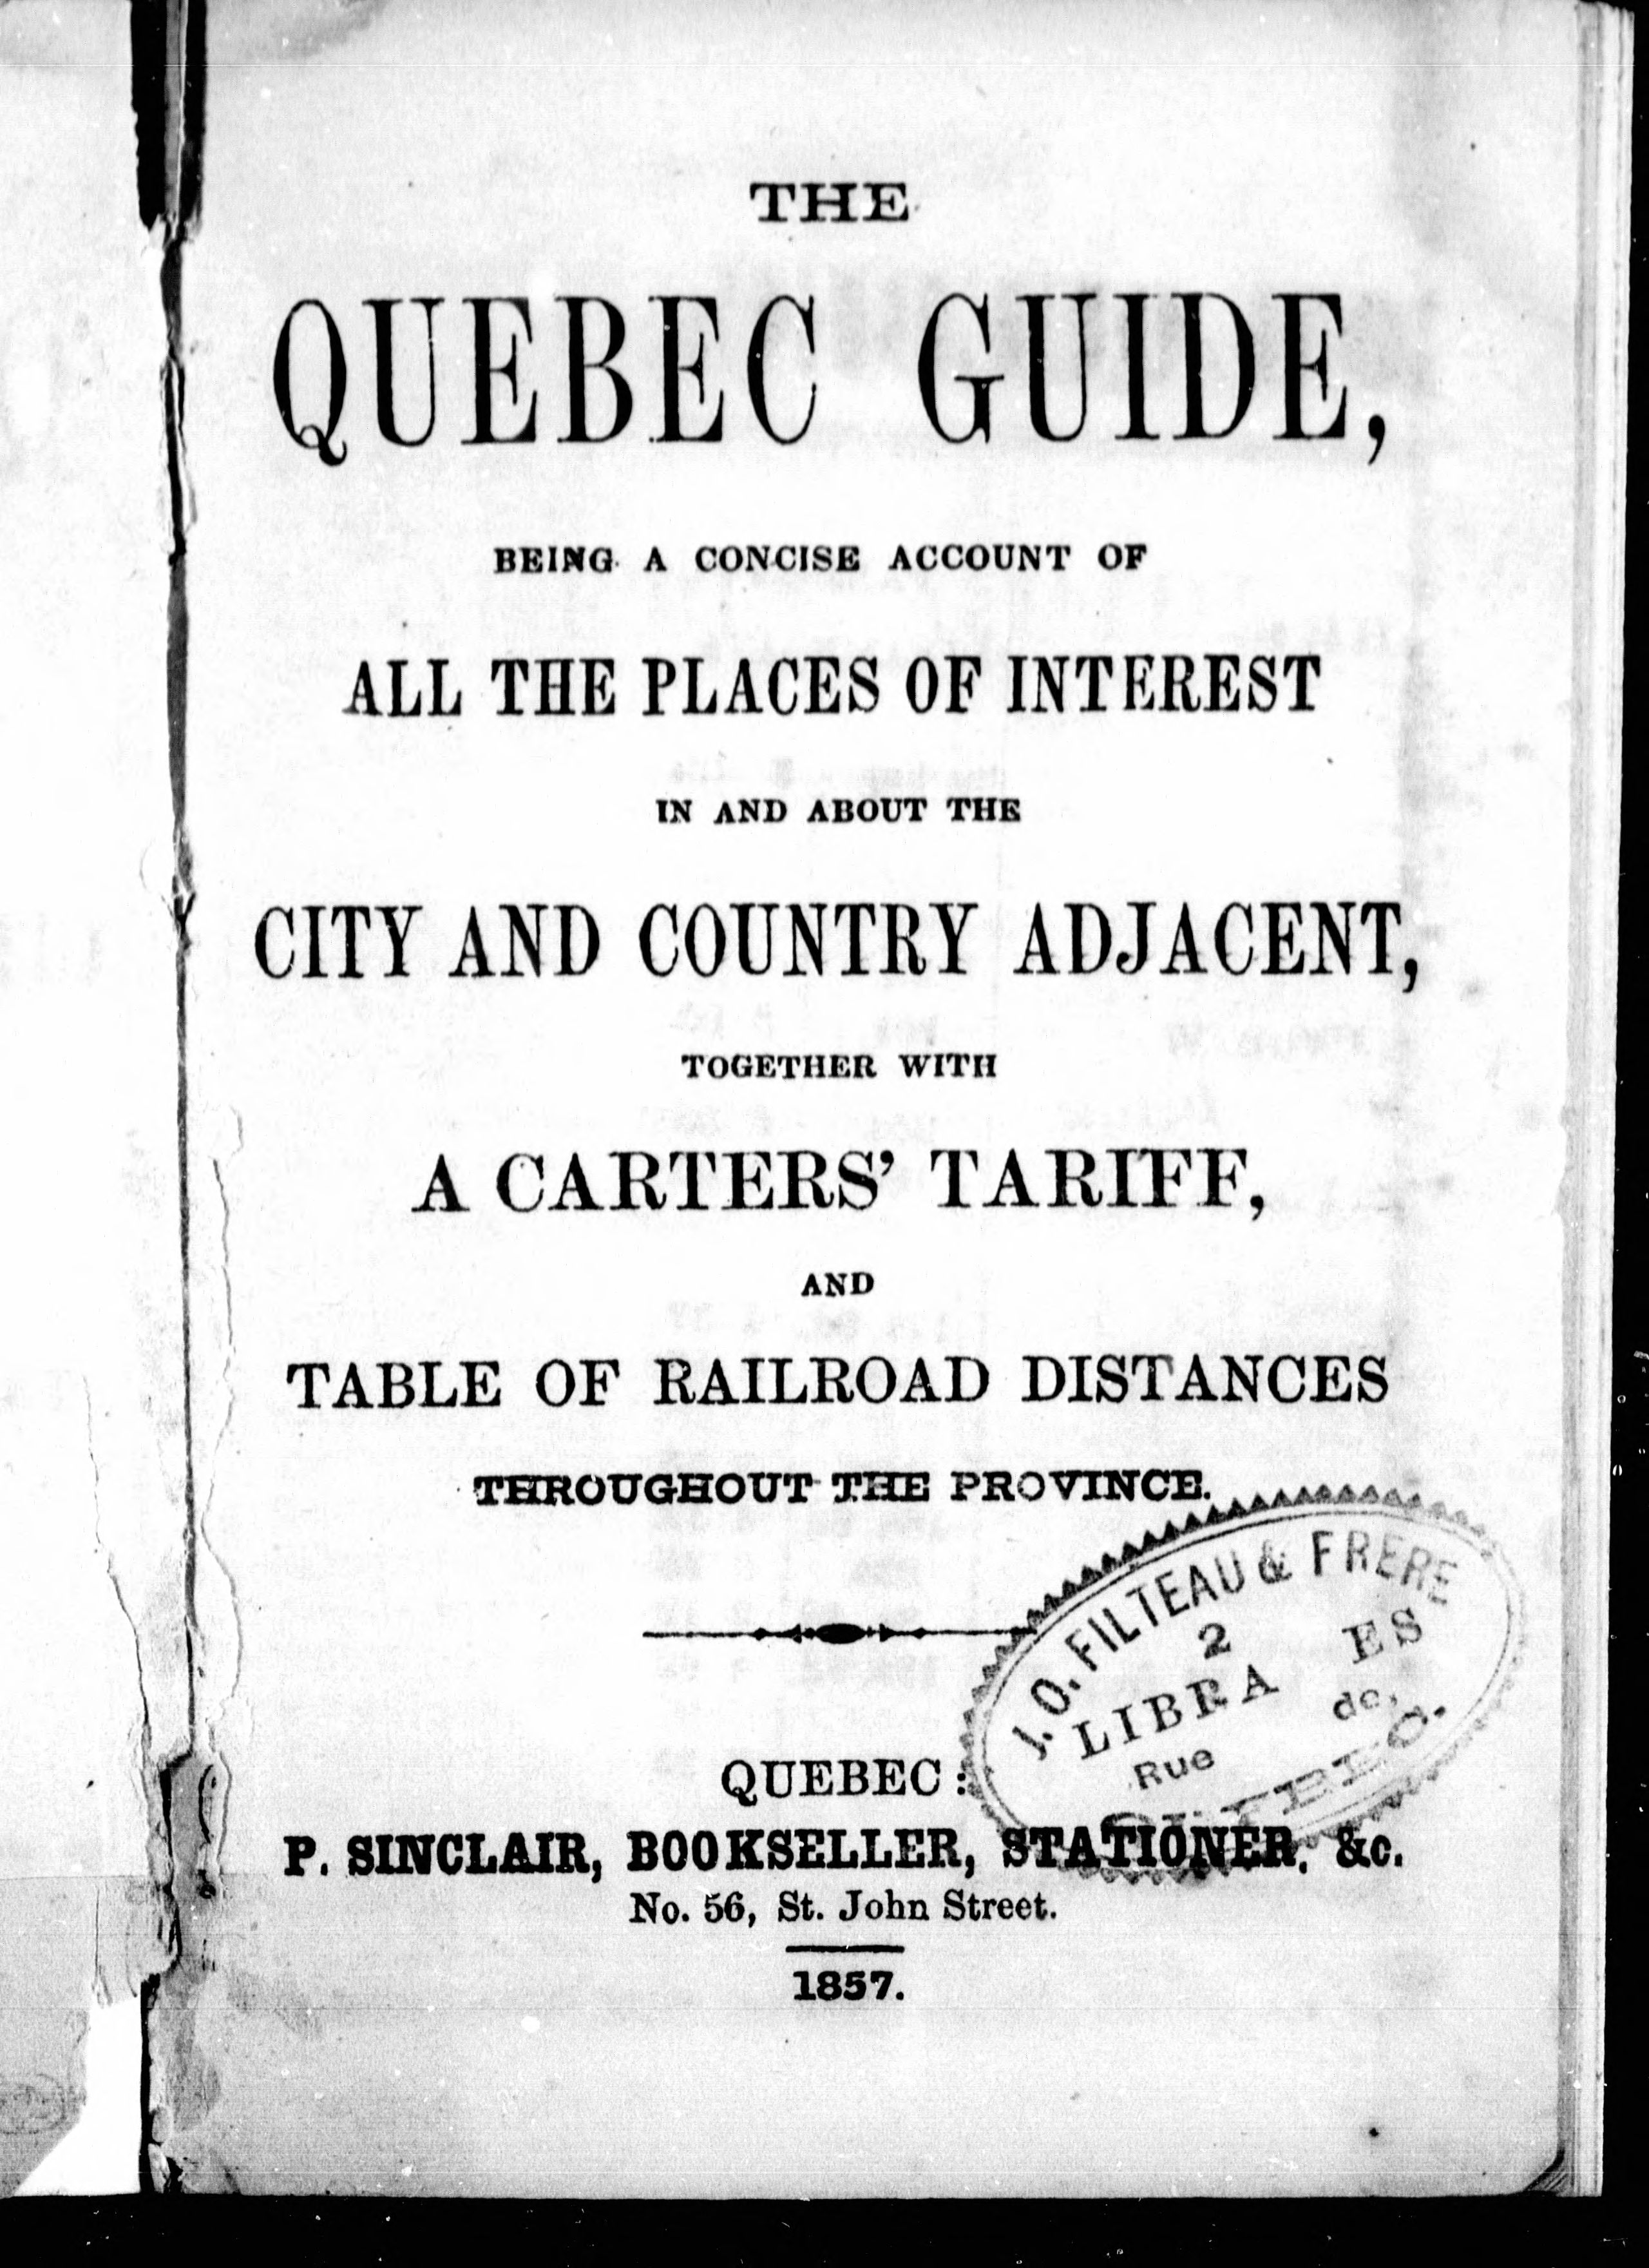 THE
QUEBEC GUIDE,
BEING A CONCISE ACCOUNT OF
ALL THE PLACES OF INTEREST
IN AND ABOUT THE
CITY AND COUNTRY ADJACENT,
TOGETHER WITH
A CARTERS' TARIFF,
AND
TABLE OF RAILROAD DISTANCES
THROUGHOUT THE PROVINCE.
J. O. FILTEAU & FRERE
2
LIBRA ES
Rue de,
QUEBEC:
P. SINCLAIR, BOOKSELLER, STATIONER, &c.
No. 56, St. John Street.
1857.